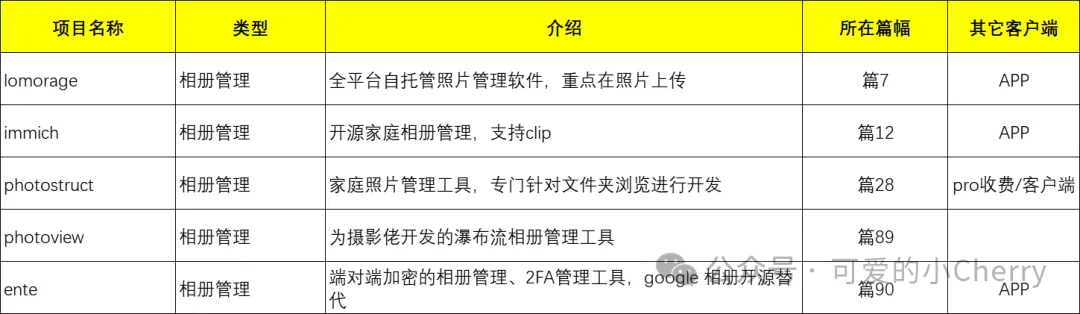 项目名称 类型 介绍 所在篇幅 其它客户端
lomorage 相册管理 全平台自托管照片管理软件，重点在照片上传 篇7 APP
immich 相册管理 开源家庭相册管理，支持clip 篇12 APP
photostruct 相册管理 家庭照片管理工具，专门针对文件夹浏览进行开发 篇28 pro收费/客户端
photoview 相册管理 为摄影佬开发的瀑布流相册管理工具 篇89
公众号 · 可爱的小Cherry
ente 相册管理 端对端加密的相册管理、2FA管理工具，google 相册开源替代 篇90 APP